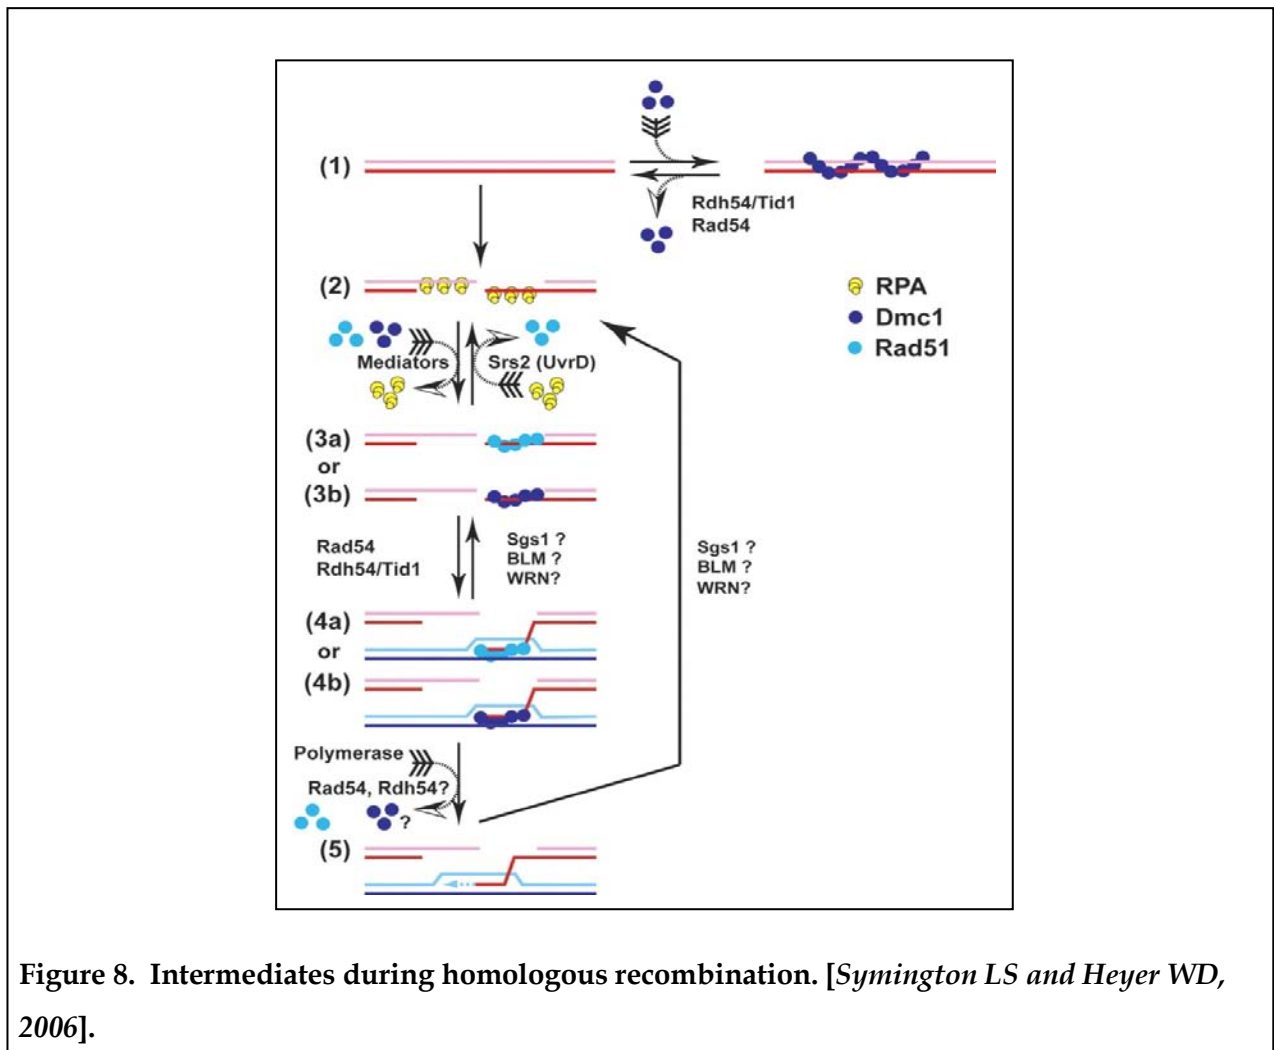 (1)
Rdh54/Tid1
Rad54
(2)
RPA
Dmc1
Rad51
Mediators
Srs2 (UvrD)
(3a)
or
(3b)
Rad54
Rdh54/Tid1
Sgs1 ?
BLM ?
WRN?
Sgs1 ?
BLM ?
WRN?
(4a)
or
(4b)
Polymerase
Rad54, Rdh54?
?
(5)
Figure 8. Intermediates during homologous recombination. [Symington LS and Heyer WD,
2006].